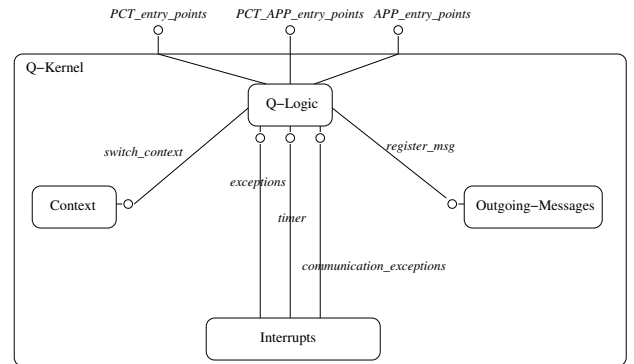 PCT_entry_points PCT_APP_entry_points APP_entry_points
Q−Kernel
Q−Logic
switch_context
register_msg
exceptions
Context
Outgoing−Messages
timer
communication_exceptions
Interrupts